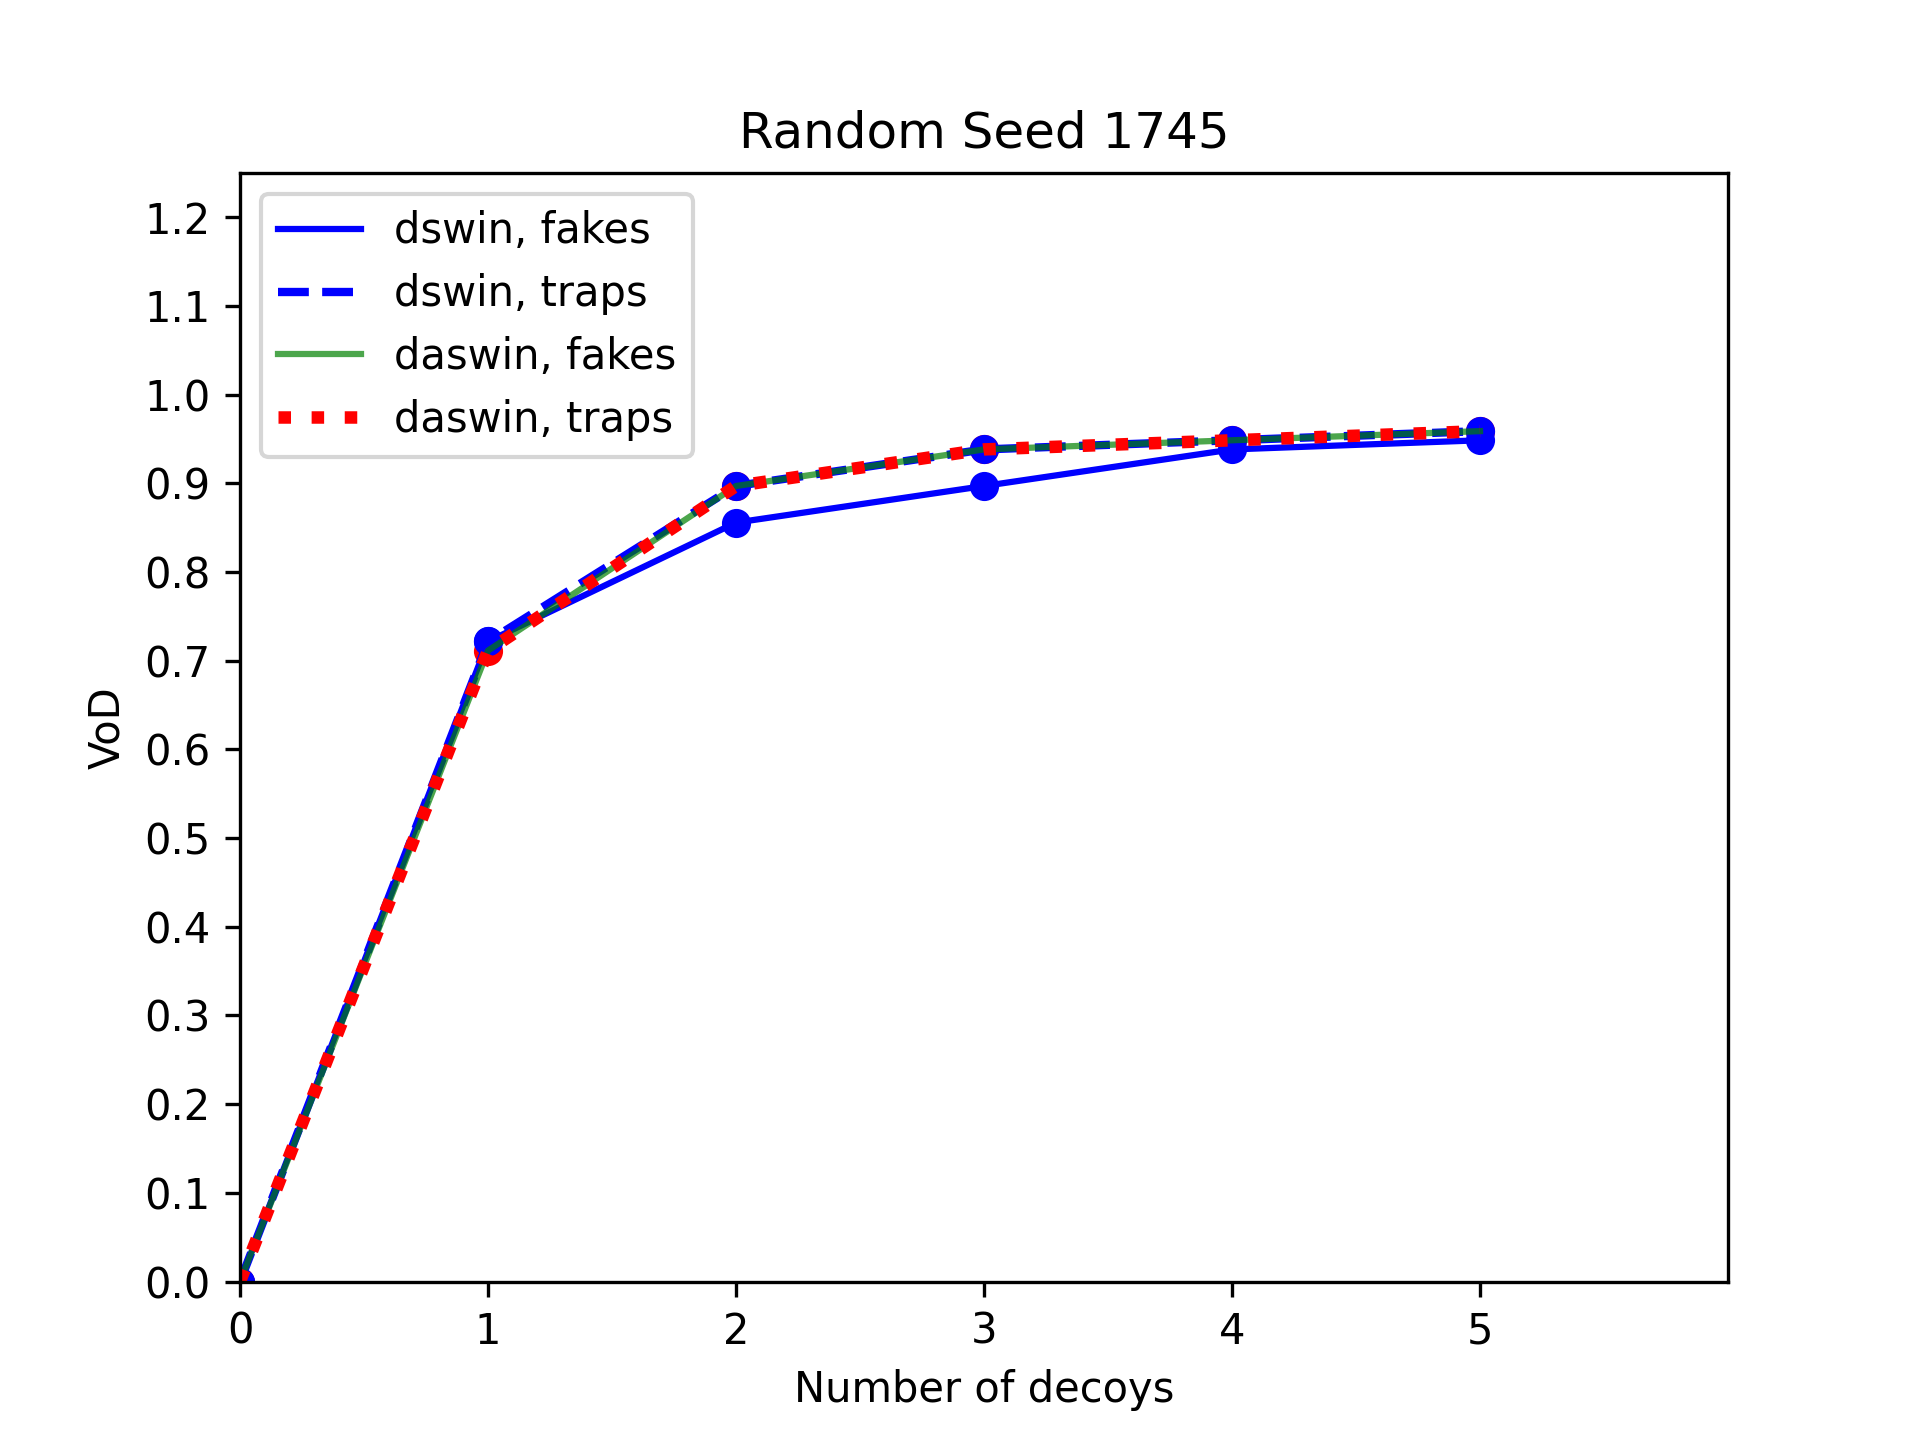 Random Seed 1745
dswin, fakes
dswin, traps
daswin, fakes
daswin, traps
1.2
1.1
1.0
0.9
0.8
0.7
0.6
0.5
0.4
0.3
0.2
0.1
0.0
VoD
0 1 2 3 4 5
Number of decoys